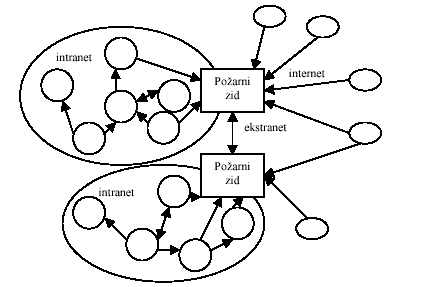 intranet
Požarni
zid
internet
ekstranet
Požarni
zid
intranet